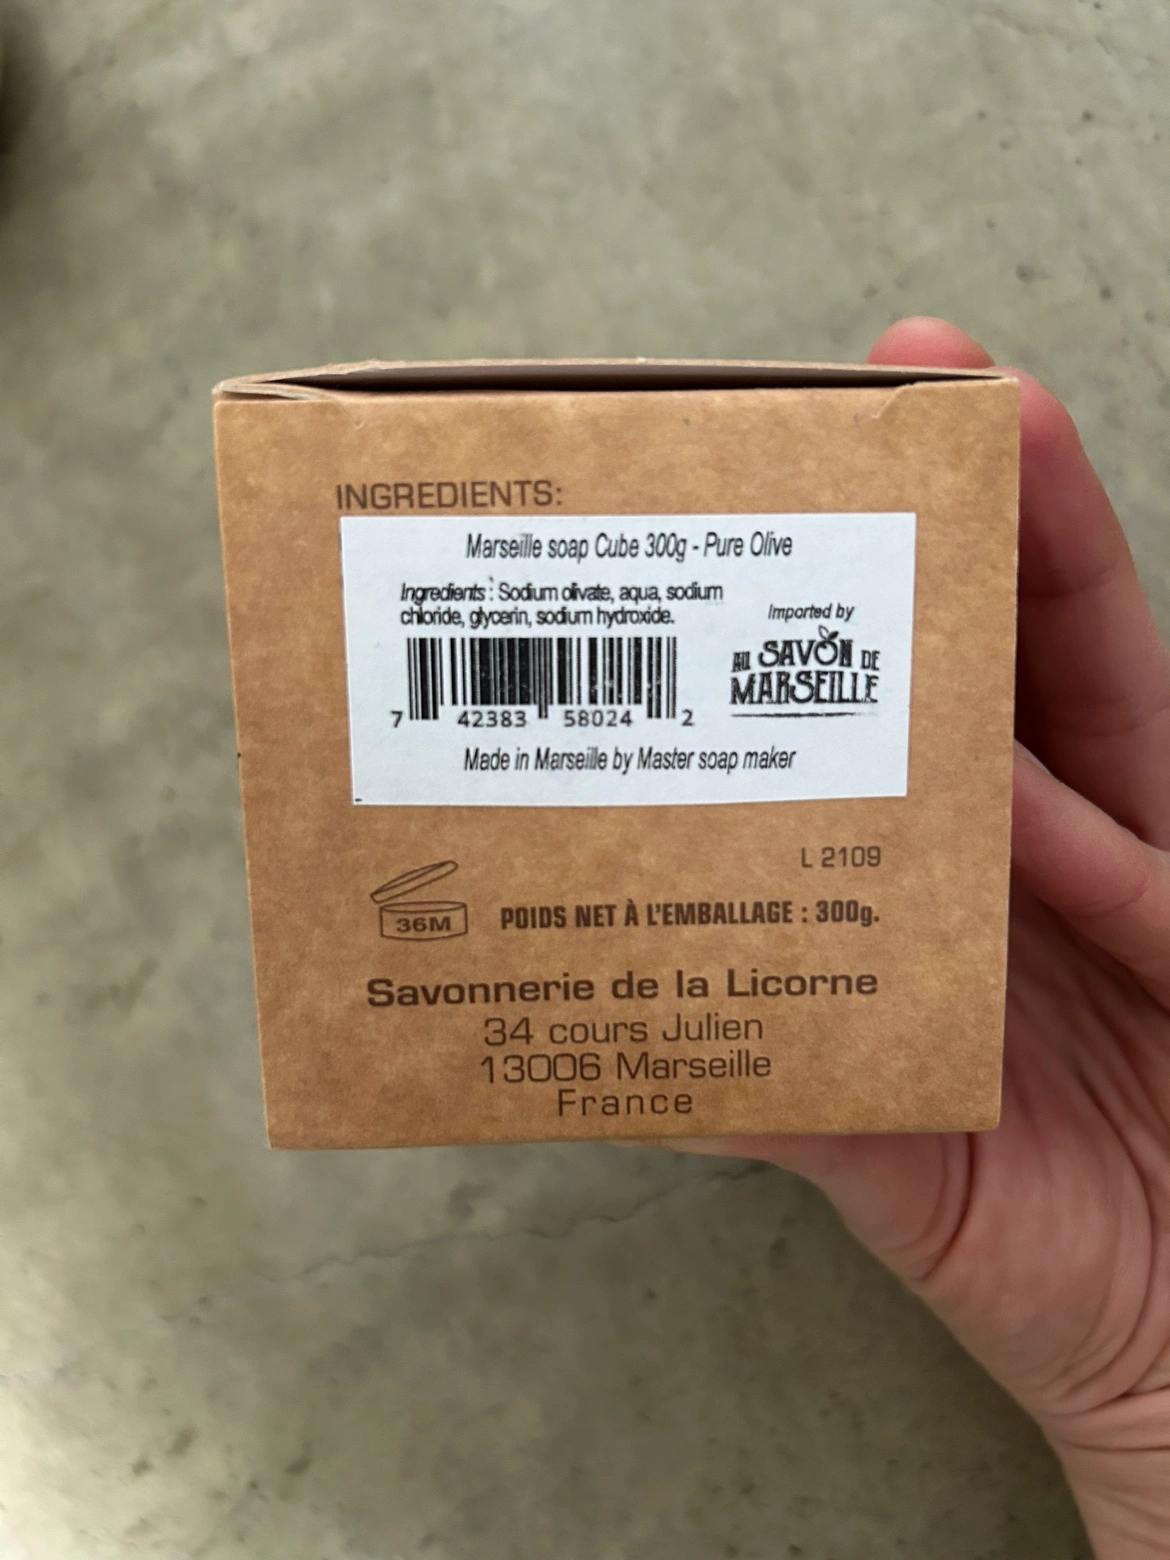 INGREDIENTS:
Marseille soap Cube 300g - Pure Olive
Ingredients : Sodium olivate, aqua, sodium
chloride, glycerin, sodium hydroxide.
Imported by
AU SAVON DE
MARSEILLE
7 42383 58024 2
Made in Marseille by Master soap maker
L 2109
36M
POIDS NET À L'EMBALLAGE : 300g.
Savonnerie de la Licorne
34 cours Julien
13006 Marseille
France